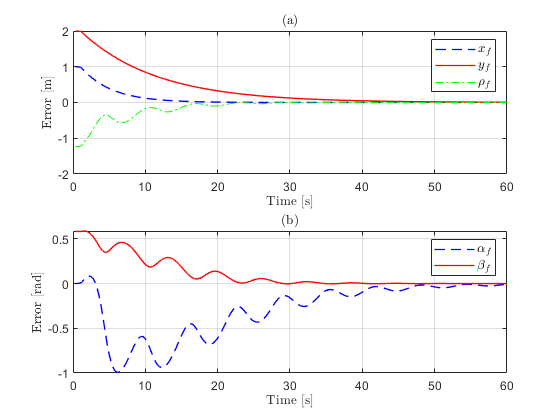 (a)
2
1
0
-1
-2
Error [m]
x_f
y_f
ρ_f
0 10 20 30 40 50 60
Time [s]
(b)
0.5
0
-0.5
-1
Error [rad]
α_f
β_f
0 10 20 30 40 50 60
Time [s]